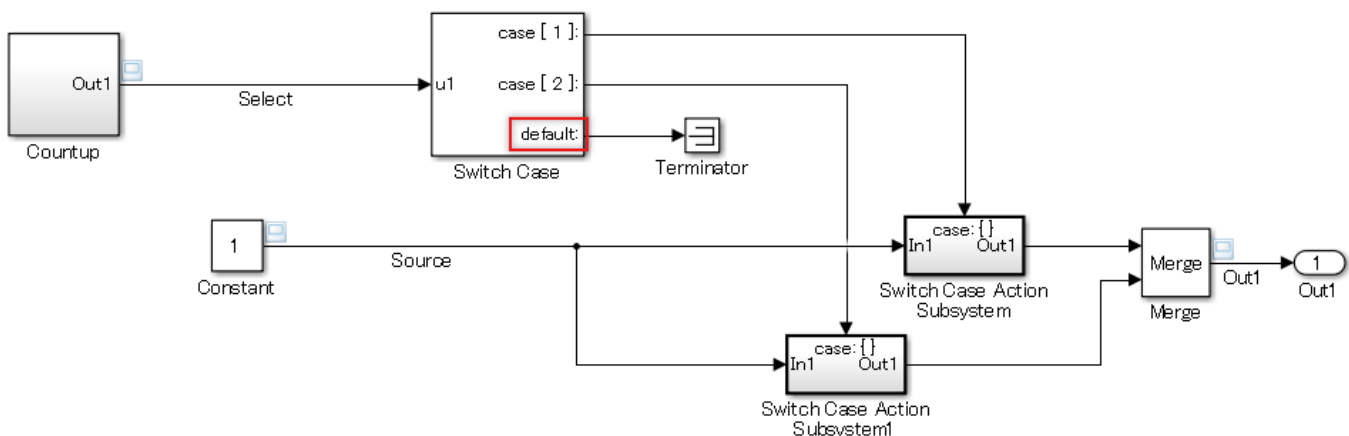 Out1
Countup
Select
u1
case [ 1 ]:
case [ 2 ]:
default:
Switch Case
Terminator
1
Constant
Source
case: { }
In1
Out1
Switch Case Action
Subsystem
case: { }
In1
Out1
Switch Case Action
Subsystem1
Merge
Merge
Out1
1
Out1